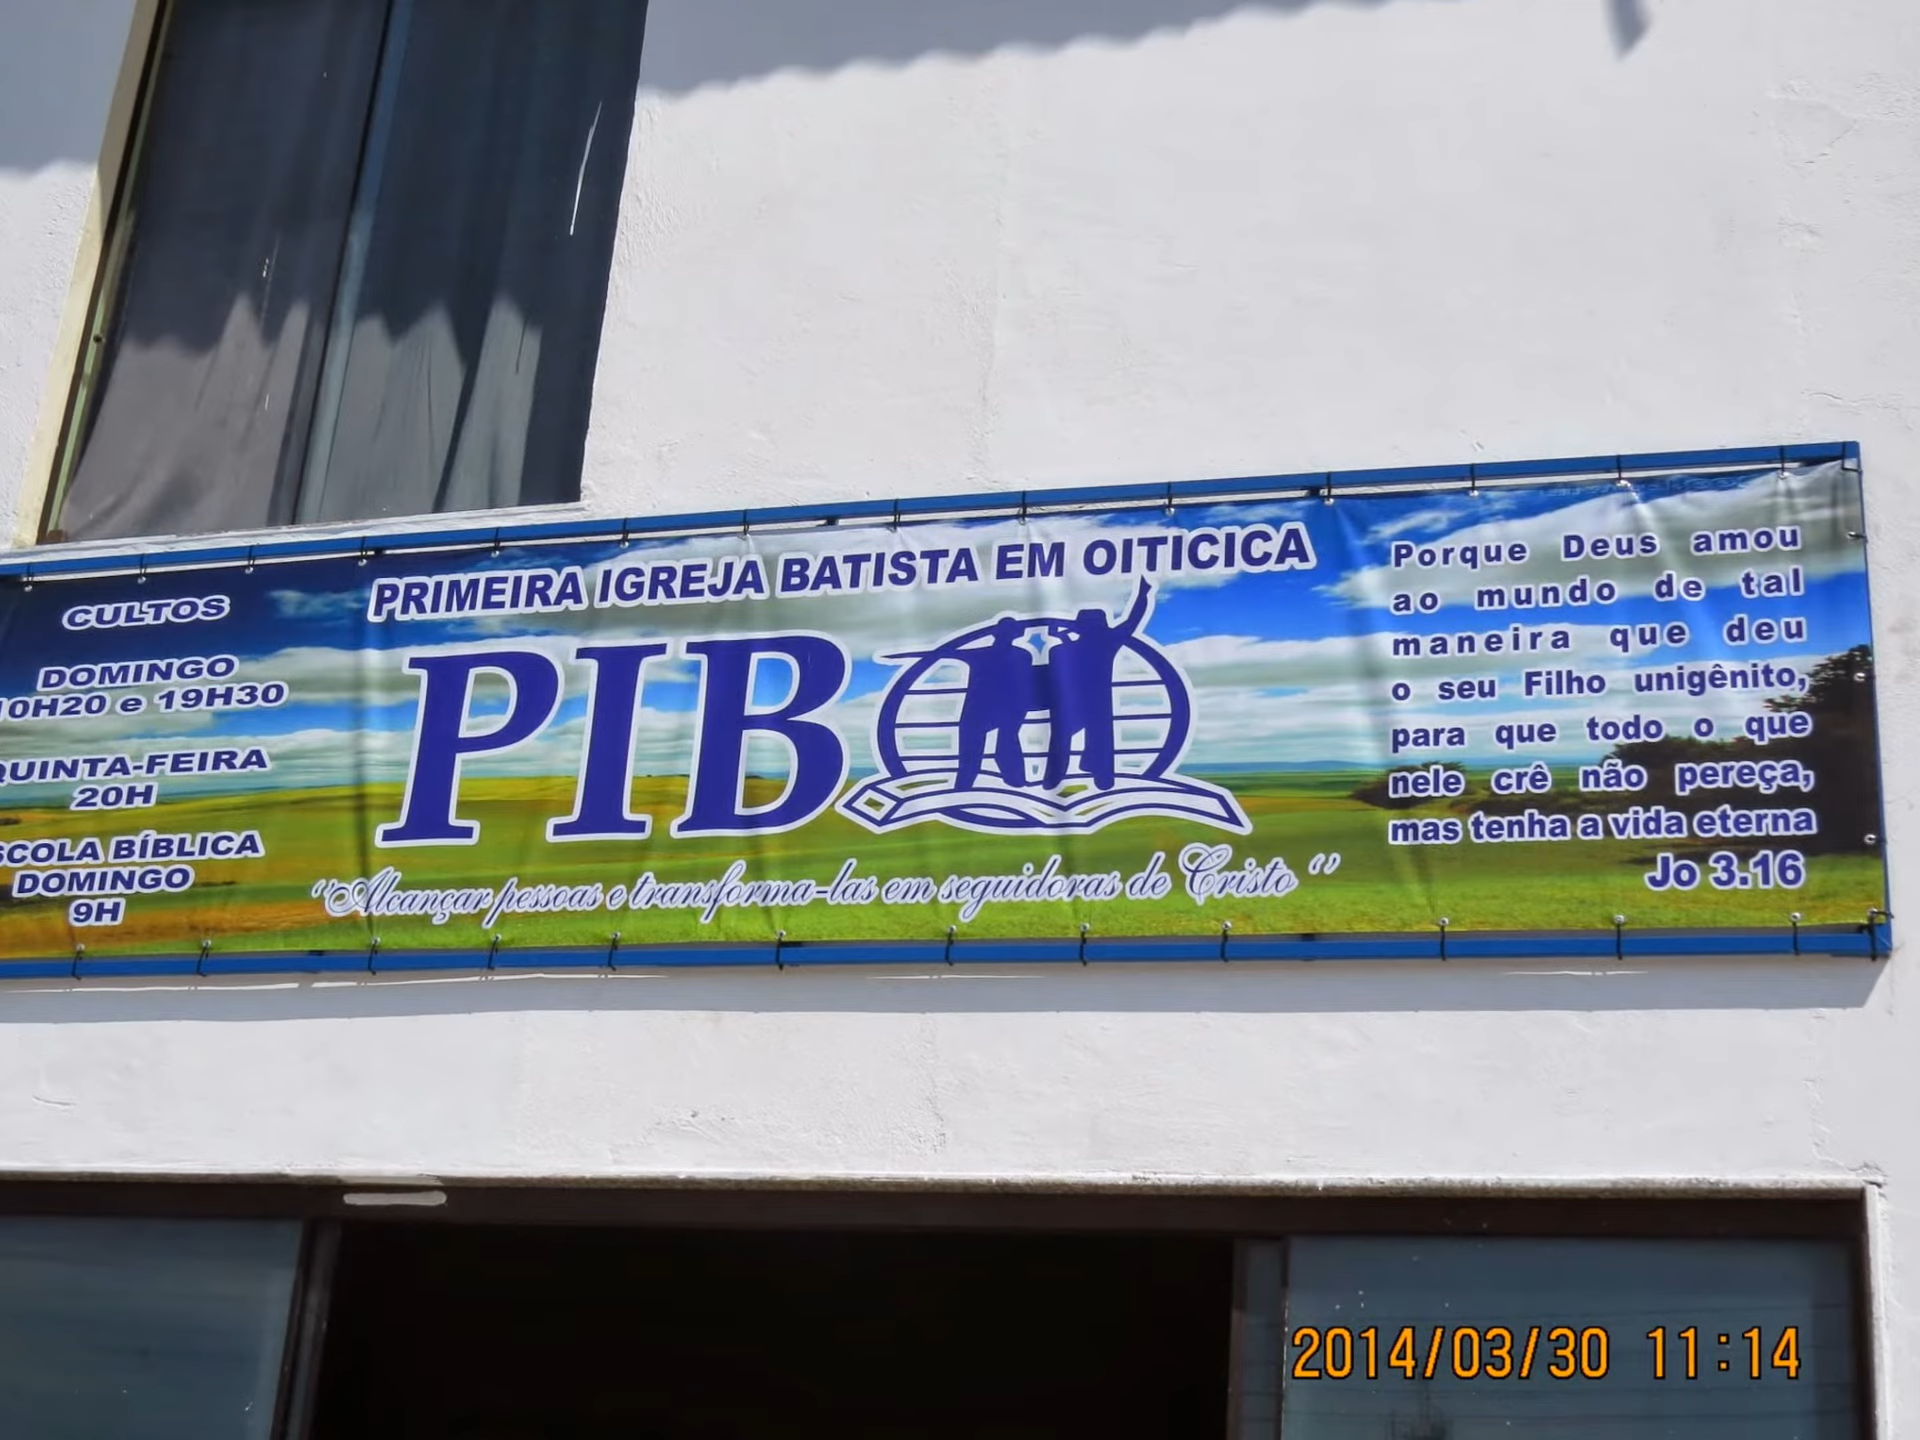 CULTOS
DOMINGO
10H20 e 19H30
QUINTA-FEIRA
20H
ESCOLA BÍBLICA
DOMINGO
9H
PRIMEIRA IGREJA BATISTA EM OITICICA
PIB
"Alcançar pessoas e transforma-las em seguidoras de Cristo"
Porque Deus amou
ao mundo de tal
maneira que deu
o seu Filho unigênito,
para que todo o que
nele crê não pereça,
mas tenha a vida eterna
Jo 3.16
2014/03/30 11:14